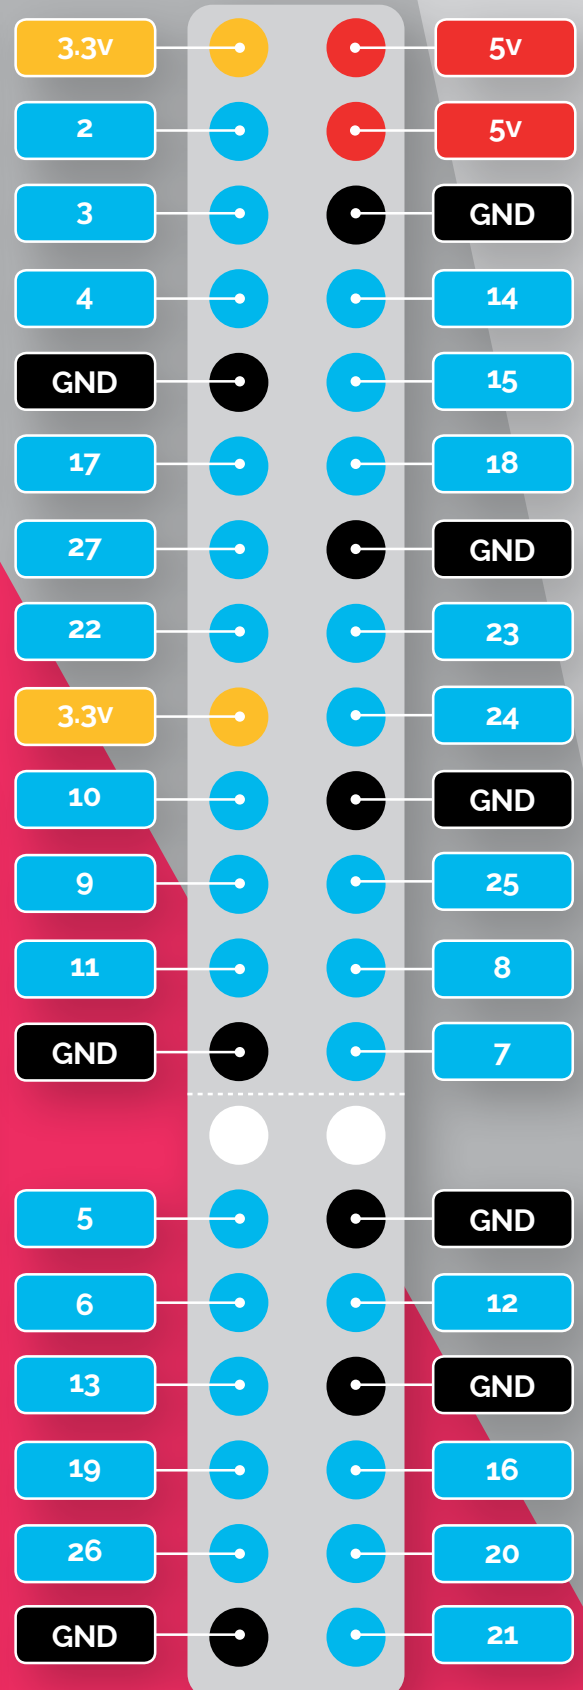 3.3V 5V
2 5V
3 GND
4 14
GND 15
17 18
27 GND
22 23
3.3V 24
10 GND
9 25
11 8
GND 7
5 GND
6 12
13 GND
19 16
26 20
GND 21